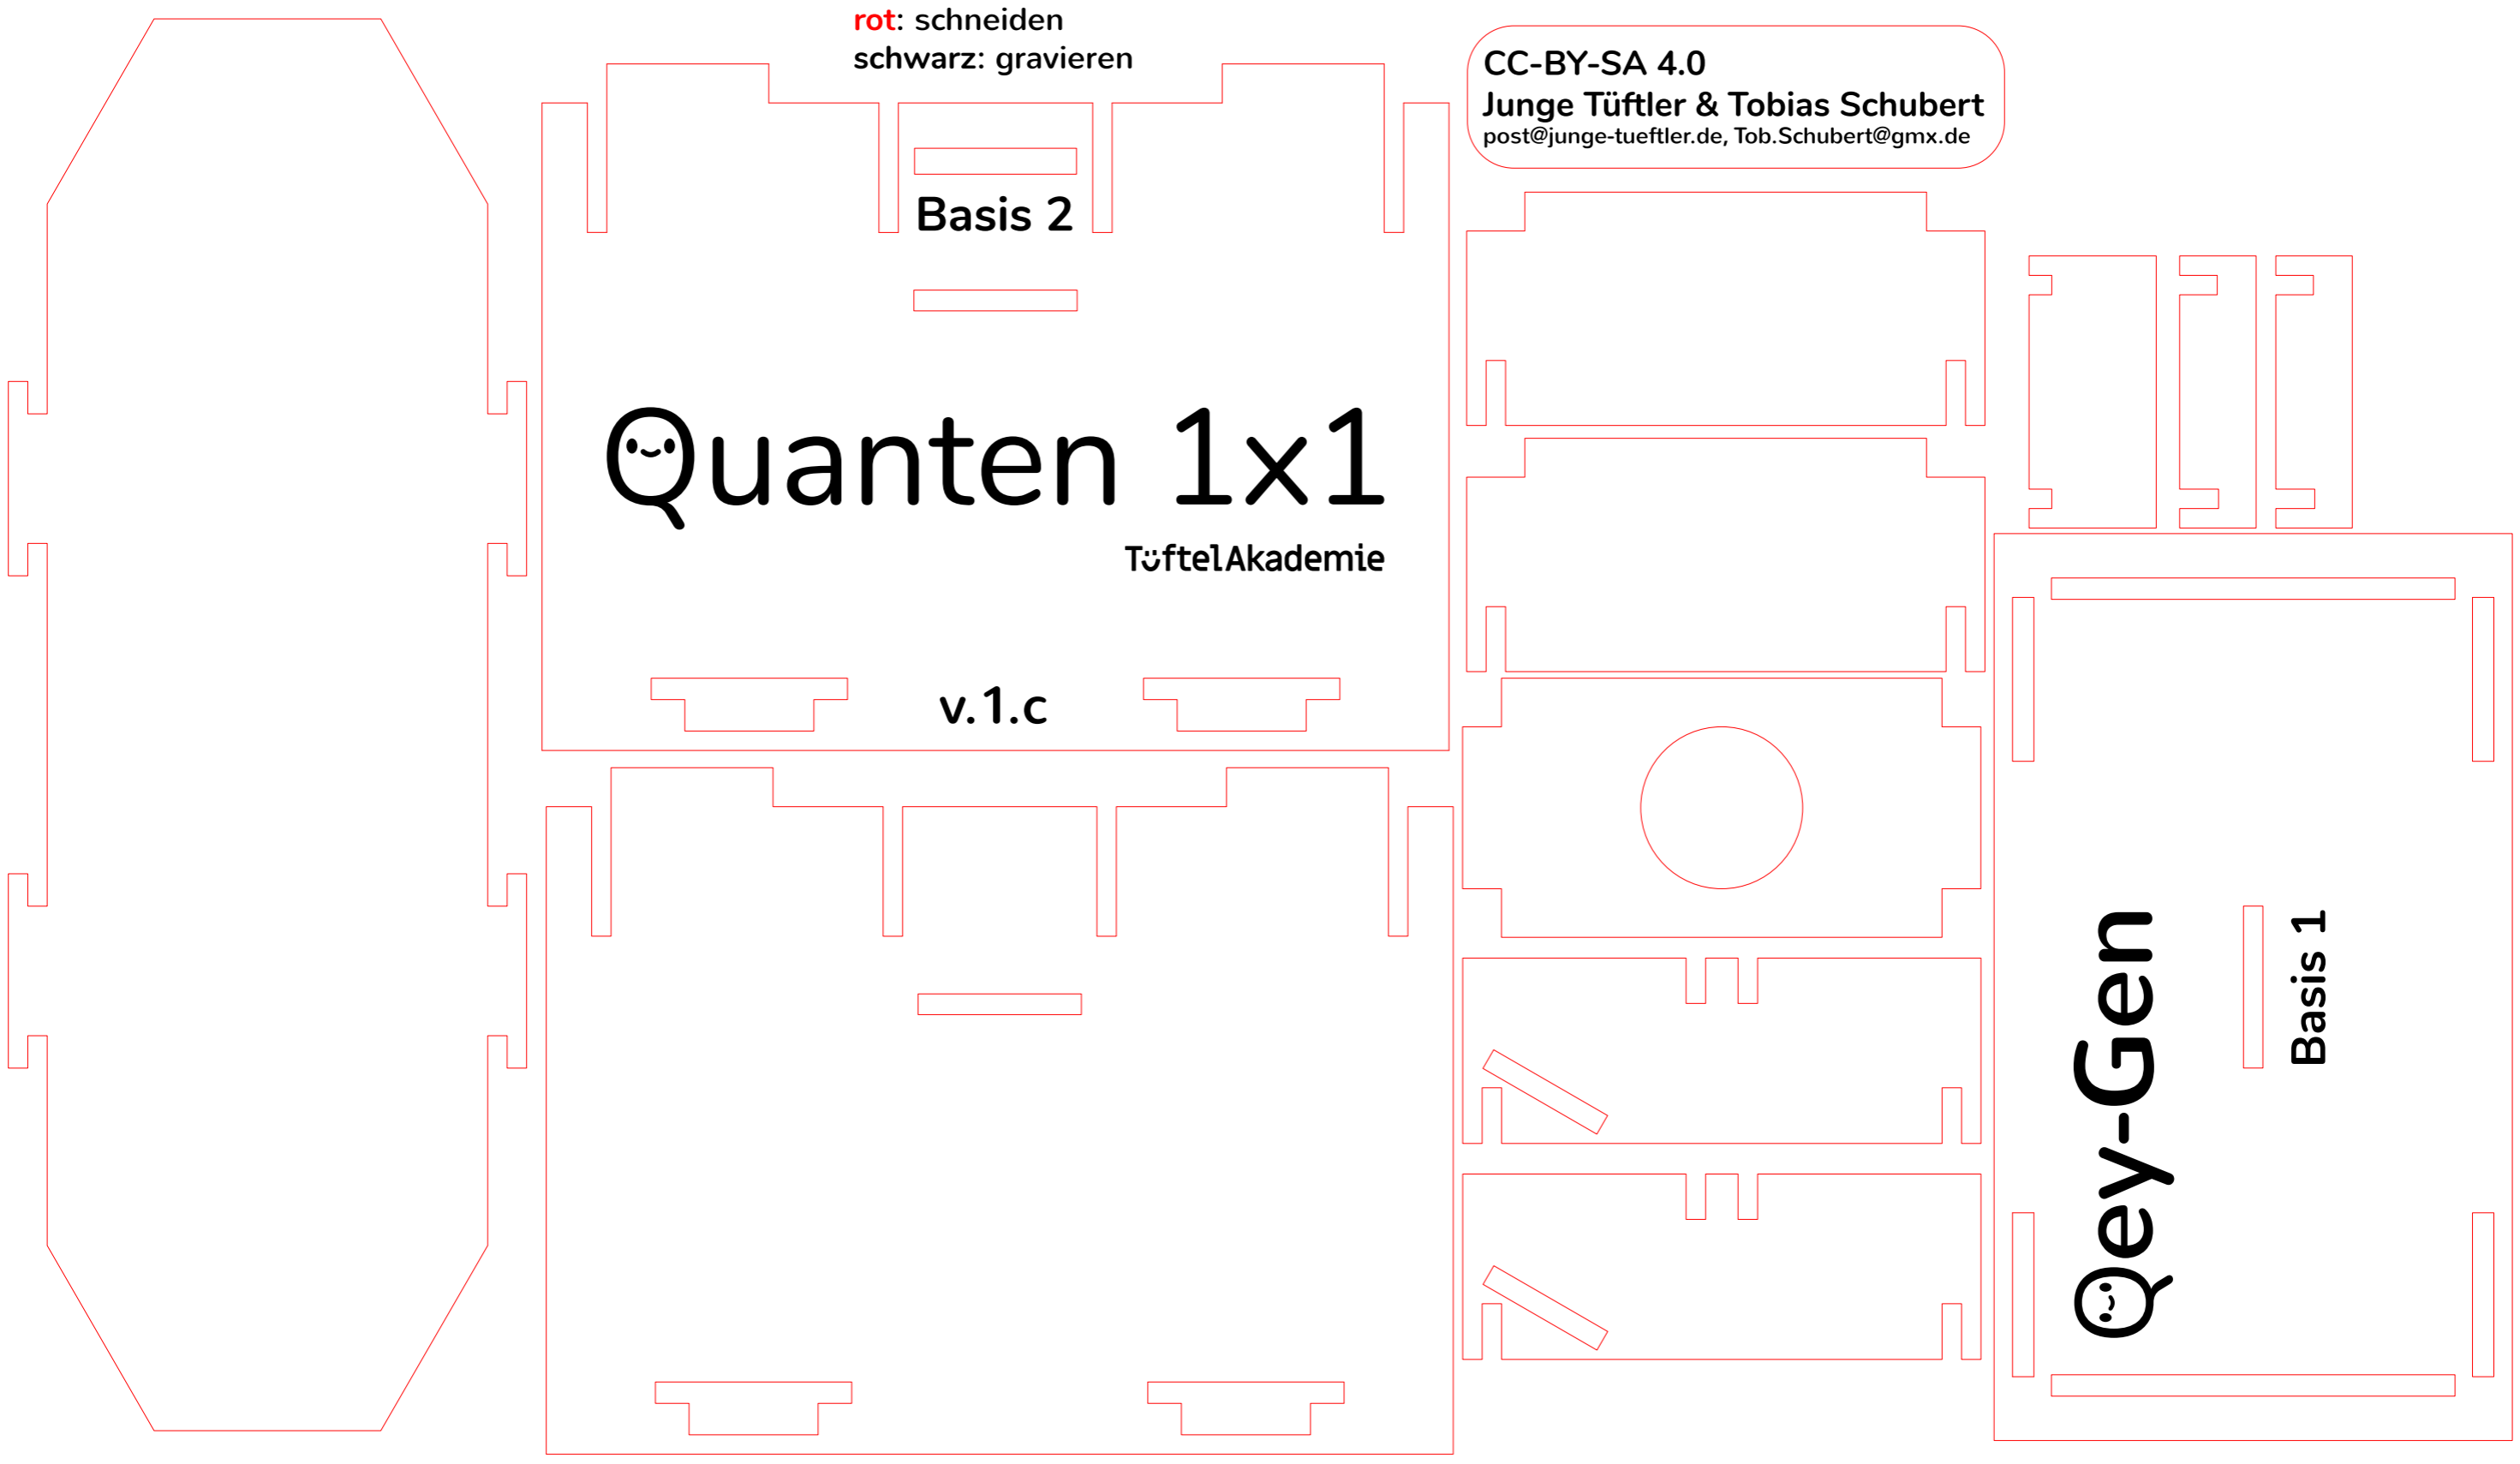 rot: schneiden
schwarz: gravieren
CC-BY-SA 4.0
Junge Tüftler & Tobias Schubert
post@junge-tueftler.de, Tob.Schubert@gmx.de
Basis 2
Quanten 1x1
TüftelAkademie
v.1.c
Qey-Gen
Basis 1